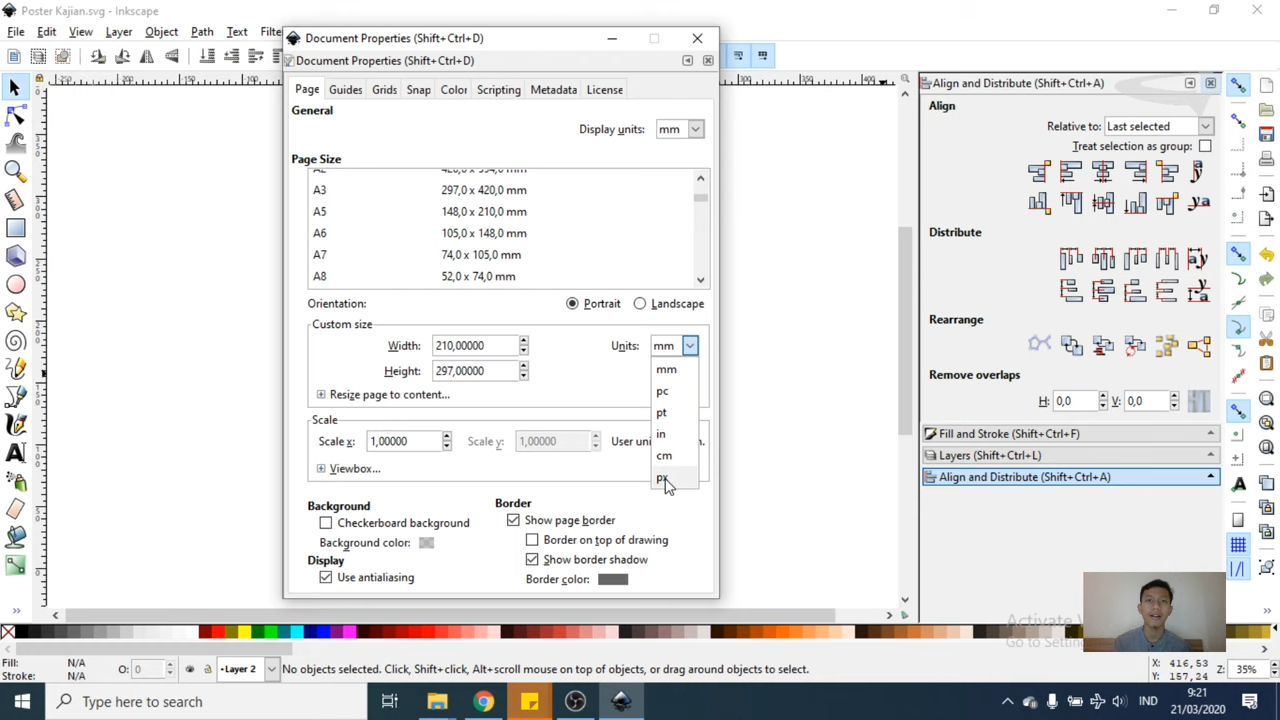 Poster Kajian.svg - Inkscape
File Edit View Layer Object Path Text Filte
Document Properties (Shift+Ctrl+D)
Document Properties (Shift+Ctrl+D)
Page Guides Grids Snap Color Scripting Metadata License
General
Display units: mm
Page Size
A3 297,0 x 420,0 mm
A5 148,0 x 210,0 mm
A6 105,0 x 148,0 mm
A7 74,0 x 105,0 mm
A8 52,0 x 74,0 mm
Orientation: Portrait Landscape
Custom size
Width: 210,00000 Units: mm
Height: 297,00000
mm
pc
pt
in
cm
px
Resize page to content...
Scale
Scale x: 1,00000 Scale y: 1,00000 User uni
Viewbox...
Background
Checkerboard background
Background color:
Display
Use antialiasing
Border
Show page border
Border on top of drawing
Show border shadow
Border color:
Align and Distribute (Shift+Ctrl+A)
Align
Relative to: Last selected
Treat selection as group:
Distribute
Rearrange
Remove overlaps
H: 0,0 V: 0,0
Fill and Stroke (Shift+Ctrl+F)
Layers (Shift+Ctrl+L)
Align and Distribute (Shift+Ctrl+A)
Activate
Go to Setting
Fill: N/A
Stroke: N/A
O: 0
Layer 2
No objects selected. Click, Shift+click, Alt+scroll mouse on top of objects, or drag around objects to select.
X: 416,53
Y: 157,24
Z: 35%
Type here to search
IND
9:21
21/03/2020